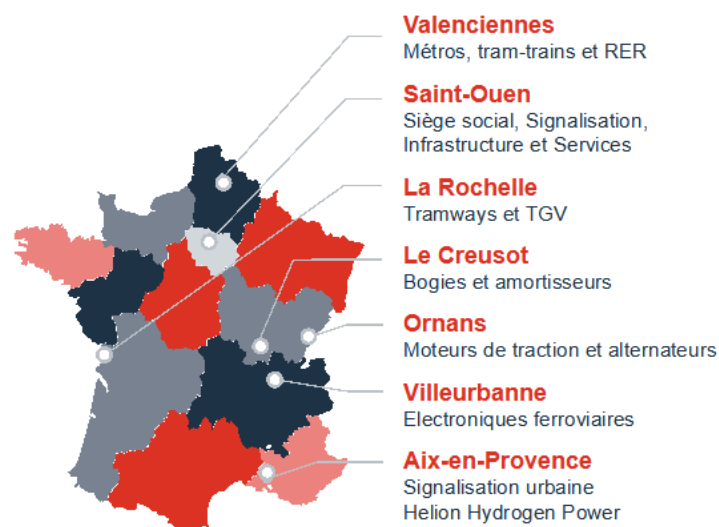 Valenciennes
Métros, tram-trains et RER
Saint-Ouen
Siège social, Signalisation,
Infrastructure et Services
La Rochelle
Tramways et TGV
Le Creusot
Bogies et amortisseurs
Ornans
Moteurs de traction et alternateurs
Villeurbanne
Electroniques ferroviaires
Aix-en-Provence
Signalisation urbaine
Helion Hydrogen Power